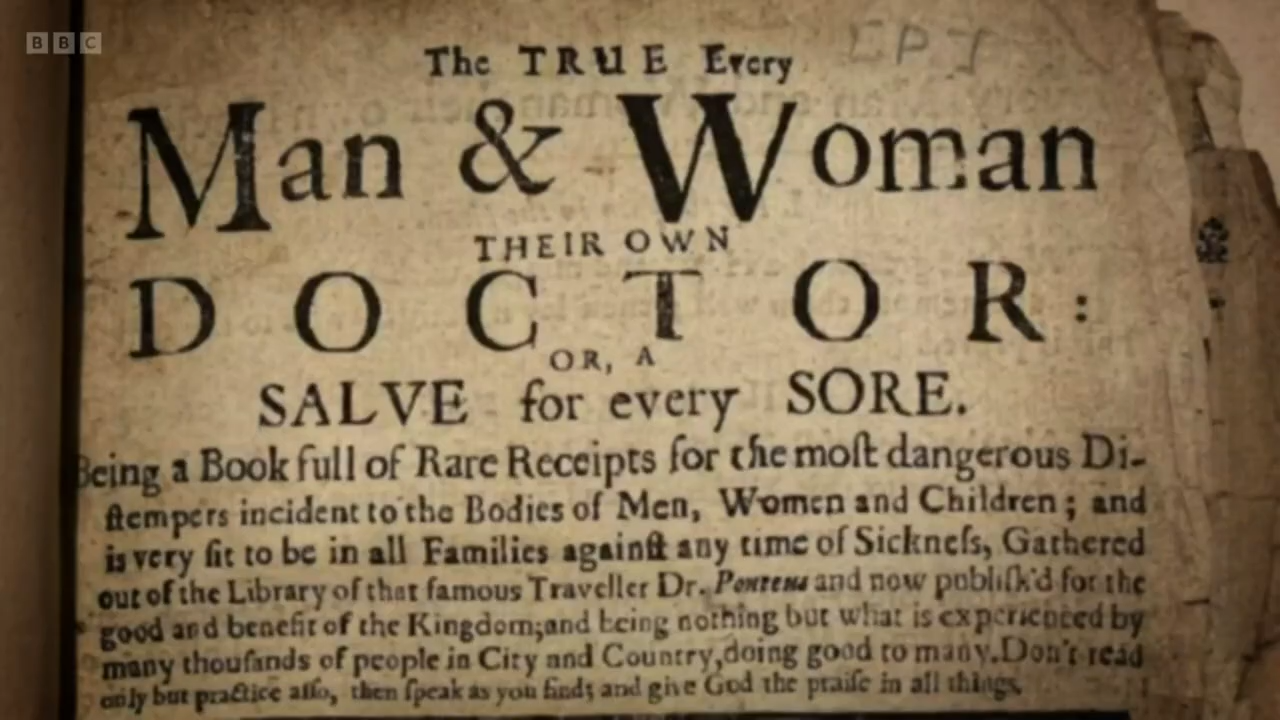 BBC
The TRUE Every
Man & Woman
THEIR OWN
DOCTOR:
OR, A
SALVE for every SORE.
Being a Book full of Rare Receipts for the moſt dangerous Di-
ſtempers incident to the Bodies of Men, Women and Children; and
is very fit to be in all Families againſt any time of Sickneſs, Gathered
out of the Library of that famous Traveller Dr. Ponteus and now publiſh'd for the
good and benefit of the Kingdom; and being nothing but what is experienced by
many thouſands of people in City and Country, doing good to many. Don't read
only but practice alſo, then ſpeak as you find; and give God the praiſe in all things.